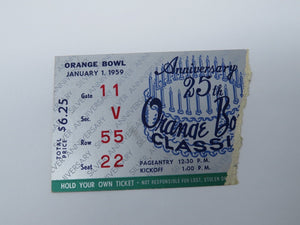 ORANGE BOWL
JANUARY 1, 1959
Gate 11
Sec. V
Row 55
Seat 22
TOTAL PRICE $6.25
Anniversary
25th
Orange Bo
CLASSI
PAGEANTRY 12:30 P. M.
KICKOFF 1:00 P. M.
HOLD YOUR OWN TICKET - NOT RESPONSIBLE FOR LOST, STOLEN